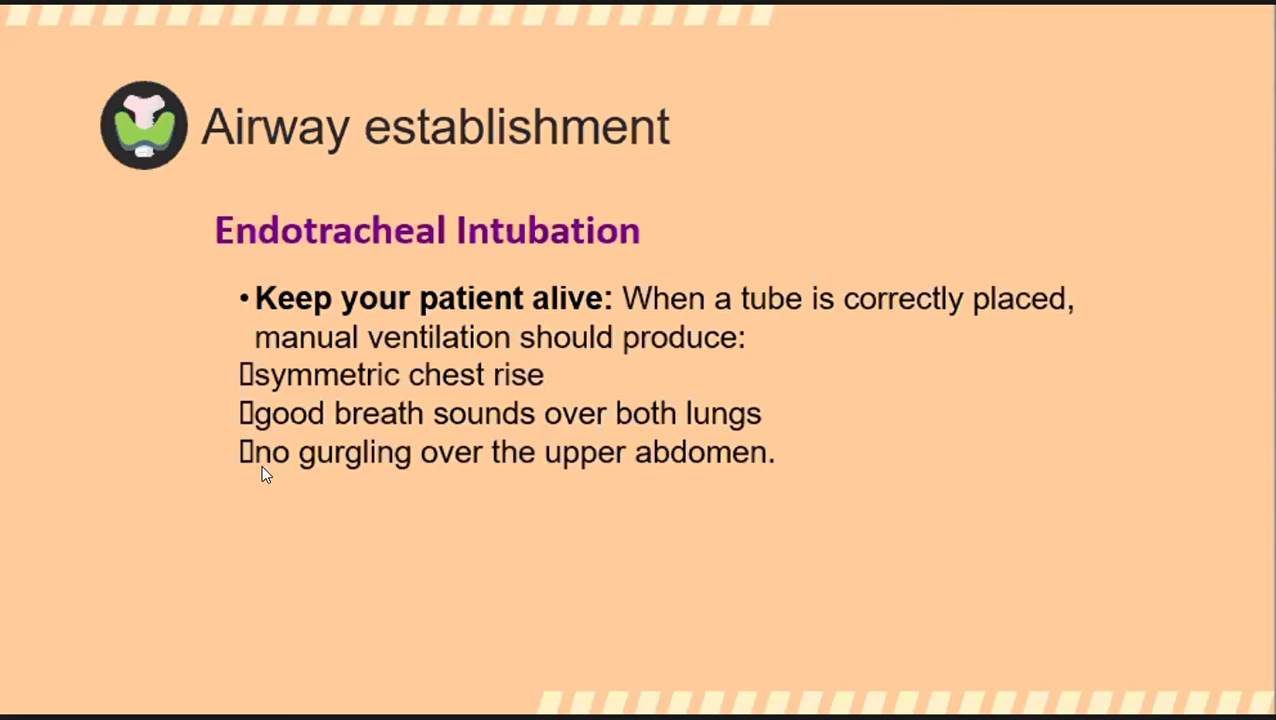 Airway establishment
Endotracheal Intubation
•Keep your patient alive: When a tube is correctly placed,
manual ventilation should produce:
▯symmetric chest rise
▯good breath sounds over both lungs
▯no gurgling over the upper abdomen.